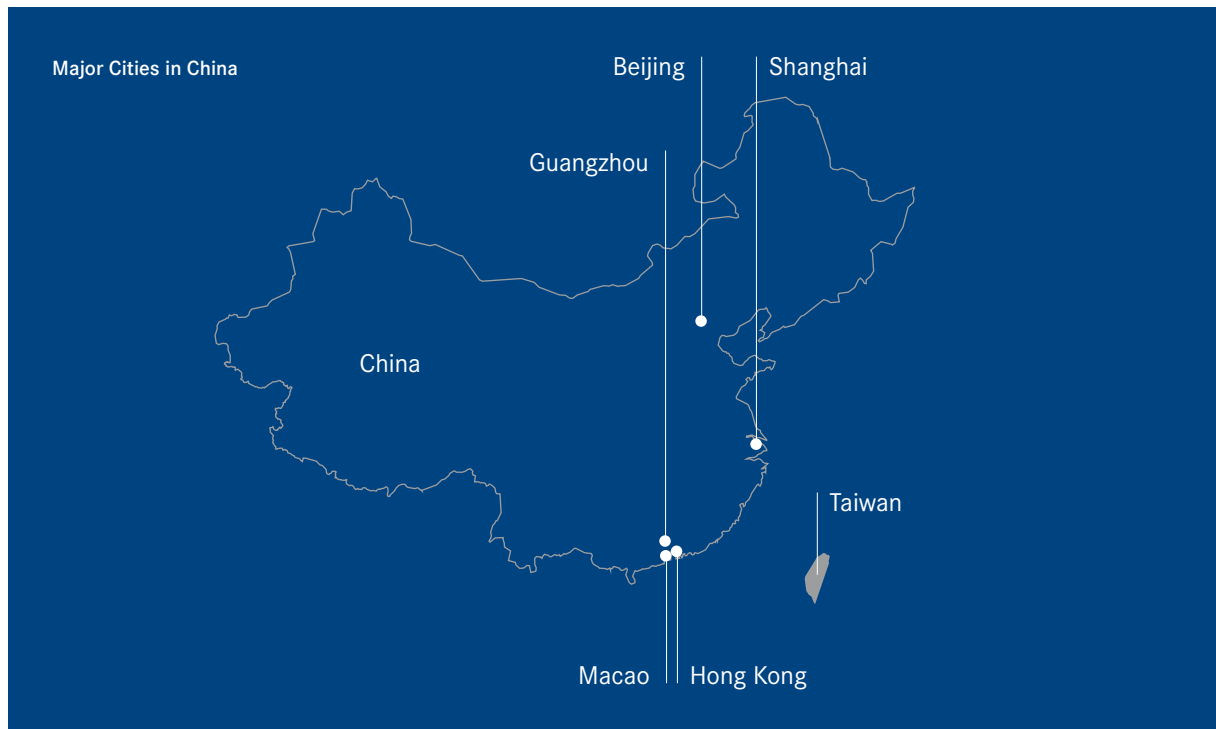 Major Cities in China
Beijing
Shanghai
Guangzhou
China
Taiwan
Macao
Hong Kong